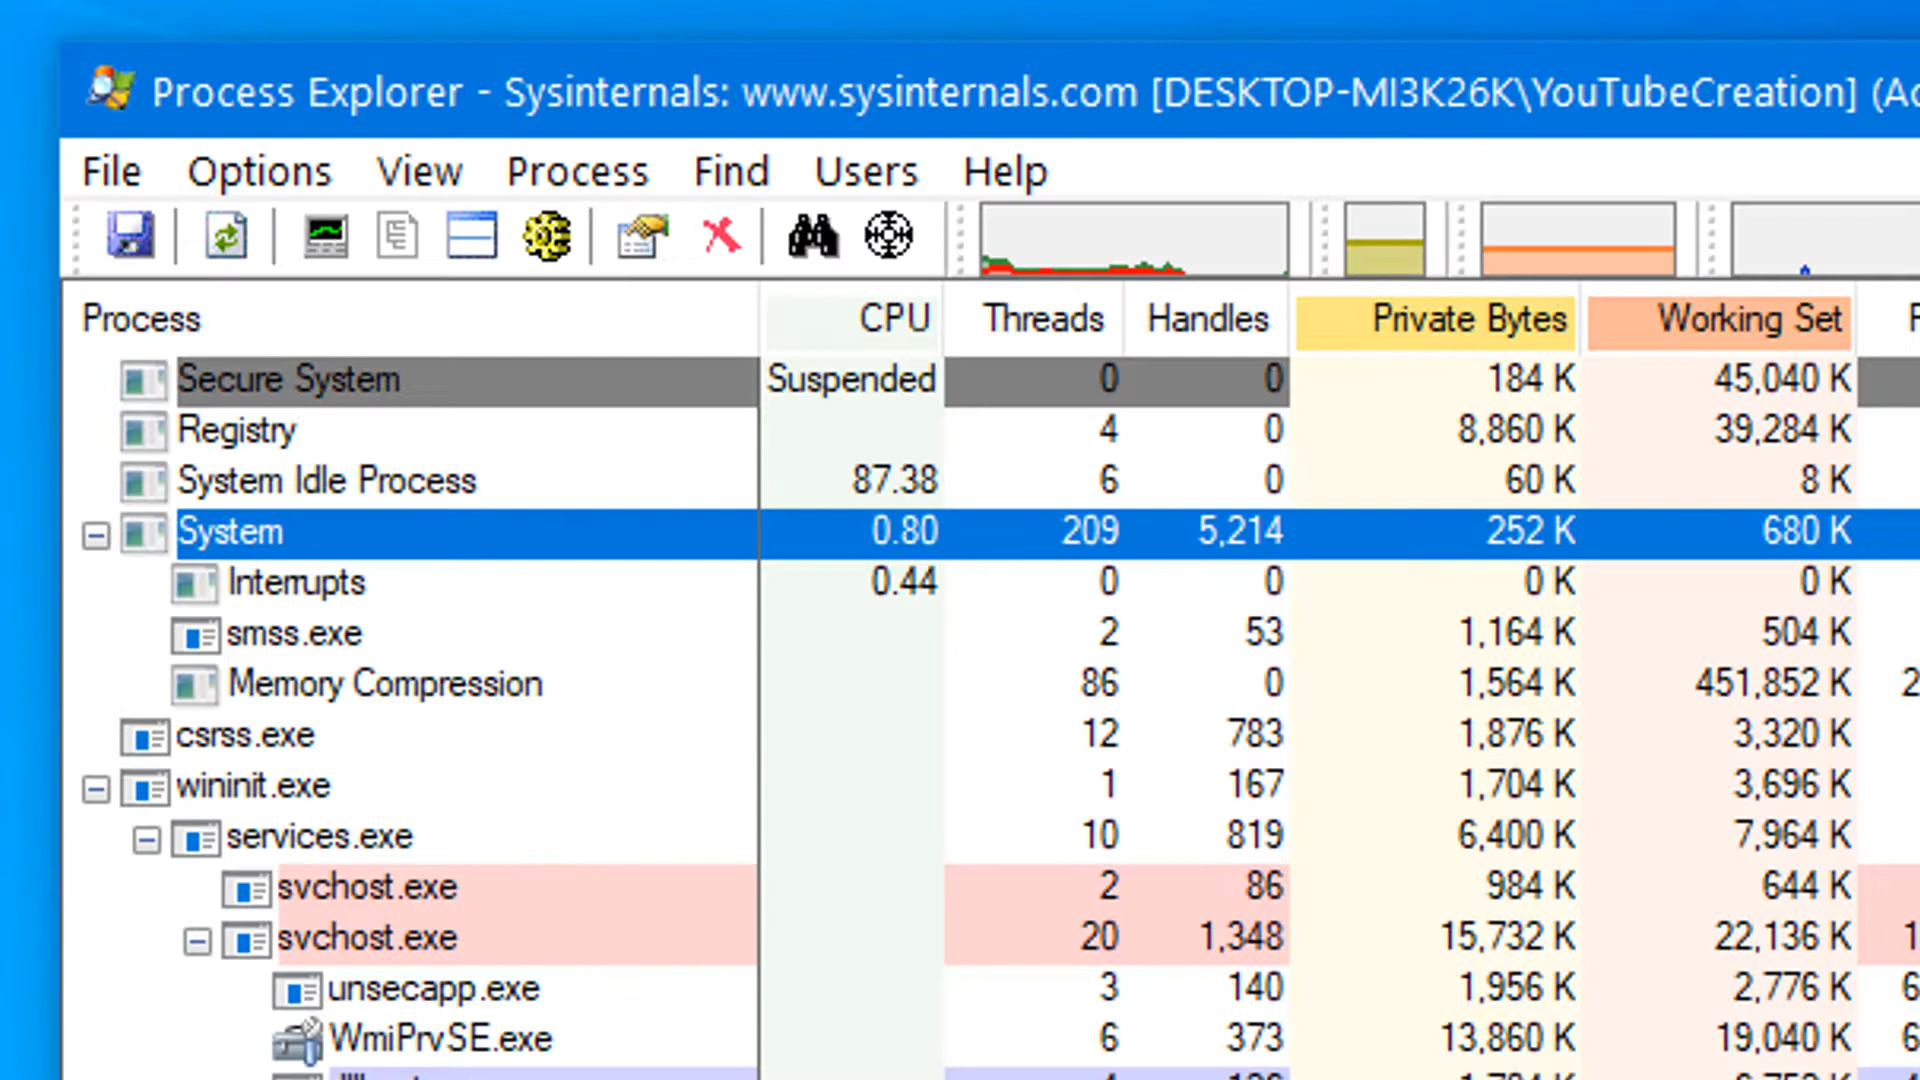 Process Explorer - Sysinternals: www.sysinternals.com [DESKTOP-MI3K26K\YouTubeCreation]
File Options View Process Find Users Help
Process CPU Threads Handles Private Bytes Working Set
Secure System Suspended 0 0 184 K 45,040 K
Registry 4 0 8,860 K 39,284 K
System Idle Process 87.38 6 0 60 K 8 K
System 0.80 209 5,214 252 K 680 K
Interrupts 0.44 0 0 0 K 0 K
smss.exe 2 53 1,164 K 504 K
Memory Compression 86 0 1,564 K 451,852 K 2
csrss.exe 12 783 1,876 K 3,320 K
wininit.exe 1 167 1,704 K 3,696 K
services.exe 10 819 6,400 K 7,964 K
svchost.exe 2 86 984 K 644 K
svchost.exe 20 1,348 15,732 K 22,136 K 1
unsecapp.exe 3 140 1,956 K 2,776 K 6
WmiPrvSE.exe 6 373 13,860 K 19,040 K 6